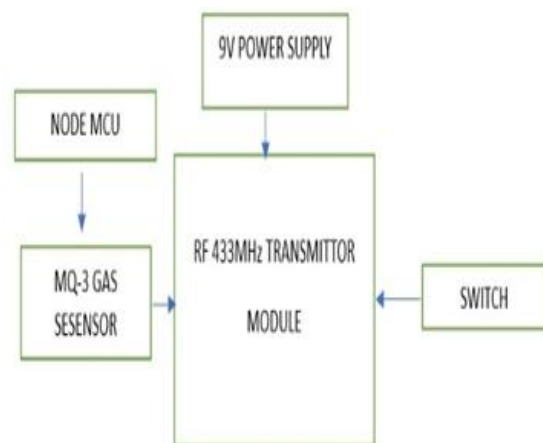 9V POWER SUPPLY
NODE MCU
RF 433MHz TRANSMITTOR
MODULE
MQ-3 GAS
SESENSOR
SWITCH